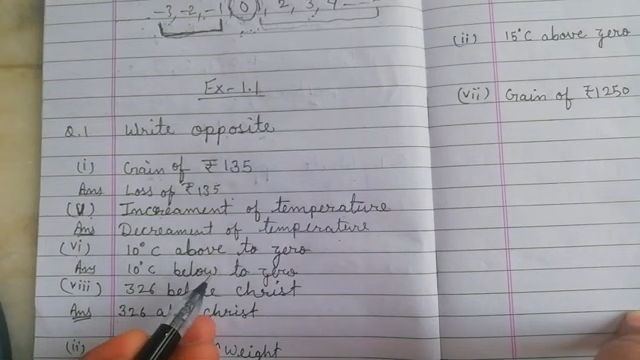 -3, -2, -1 (0) 1, 2, 3, 4
Ex-1.1
Q.1 Write opposite
(i) Gain of ₹135
Ans Loss of ₹135
(v) Increament of temperature
Ans Decreament of temperature
(vi) 10°C above to zero
Ans 10°C below to zero
(viii) 326 before christ
Ans 326 christ
(ii) Weight
(ii) 15°C above zero
(vii) Gain of ₹1250